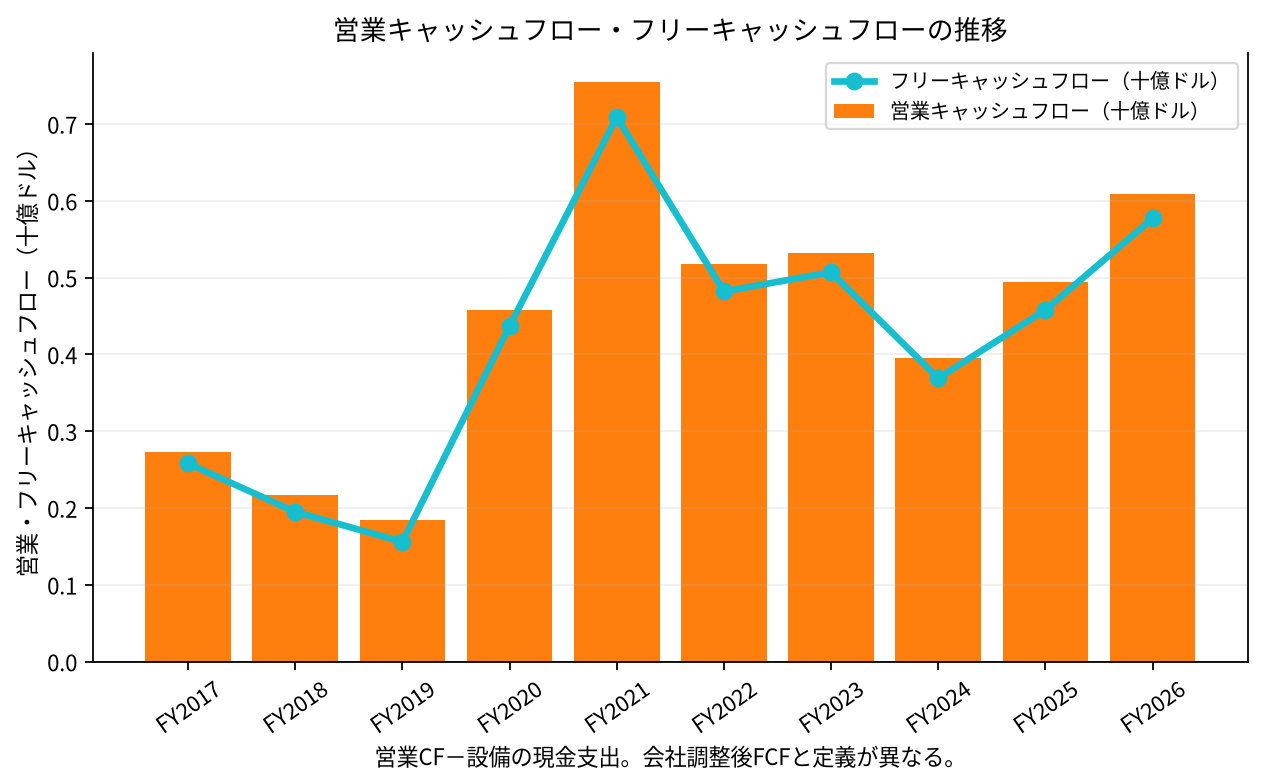 営業キャッシュフロー・フリーキャッシュフローの推移
フリーキャッシュフロー（十億ドル）
営業キャッシュフロー（十億ドル）
営業・フリーキャッシュフロー（十億ドル）
0.7
0.6
0.5
0.4
0.3
0.2
0.1
0.0
FY2017
FY2018
FY2019
FY2020
FY2021
FY2022
FY2023
FY2024
FY2025
FY2026
営業CF－設備の現金支出。会社調整後FCFと定義が異なる。